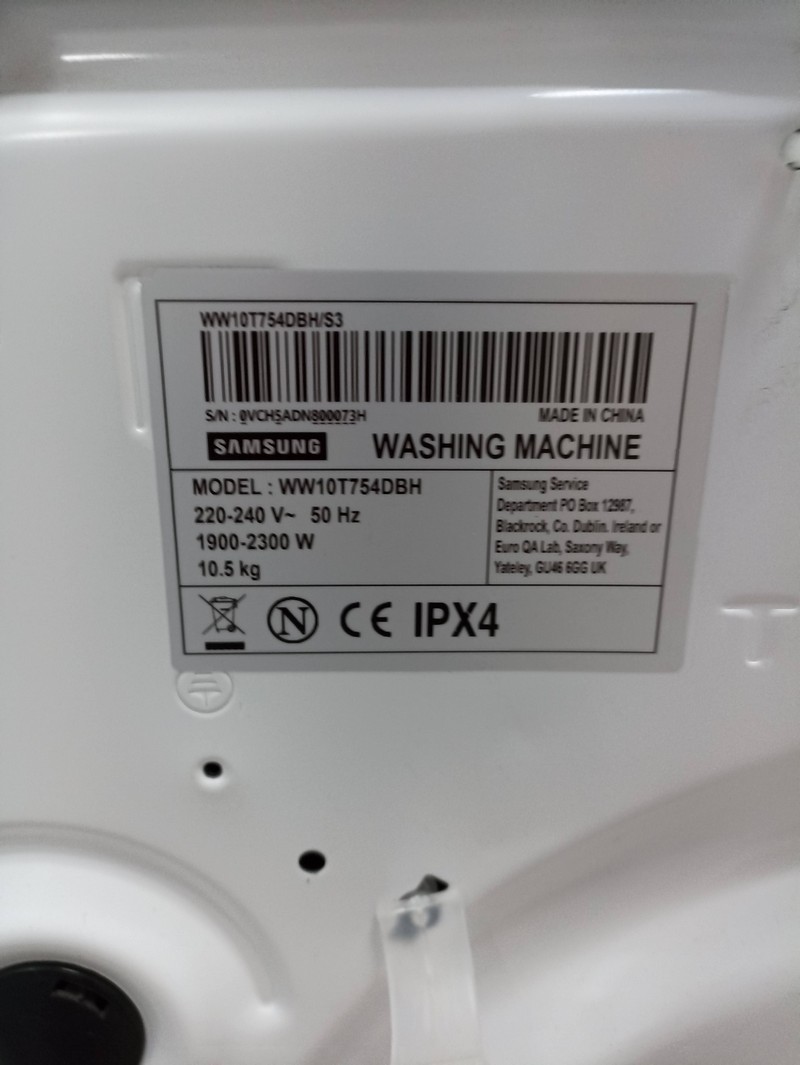 WW10T754DBH/S3
S/N : 0VCH5ADN800073H
MADE IN CHINA
SAMSUNG WASHING MACHINE
MODEL : WW10T754DBH
220-240 V~ 50 Hz
1900-2300 W
10.5 kg
Samsung Service
Department PO Box 12987,
Blackrock, Co. Dublin. Ireland or
Euro QA Lab, Saxony Way,
Yateley, GU46 6GG UK
N CE IPX4